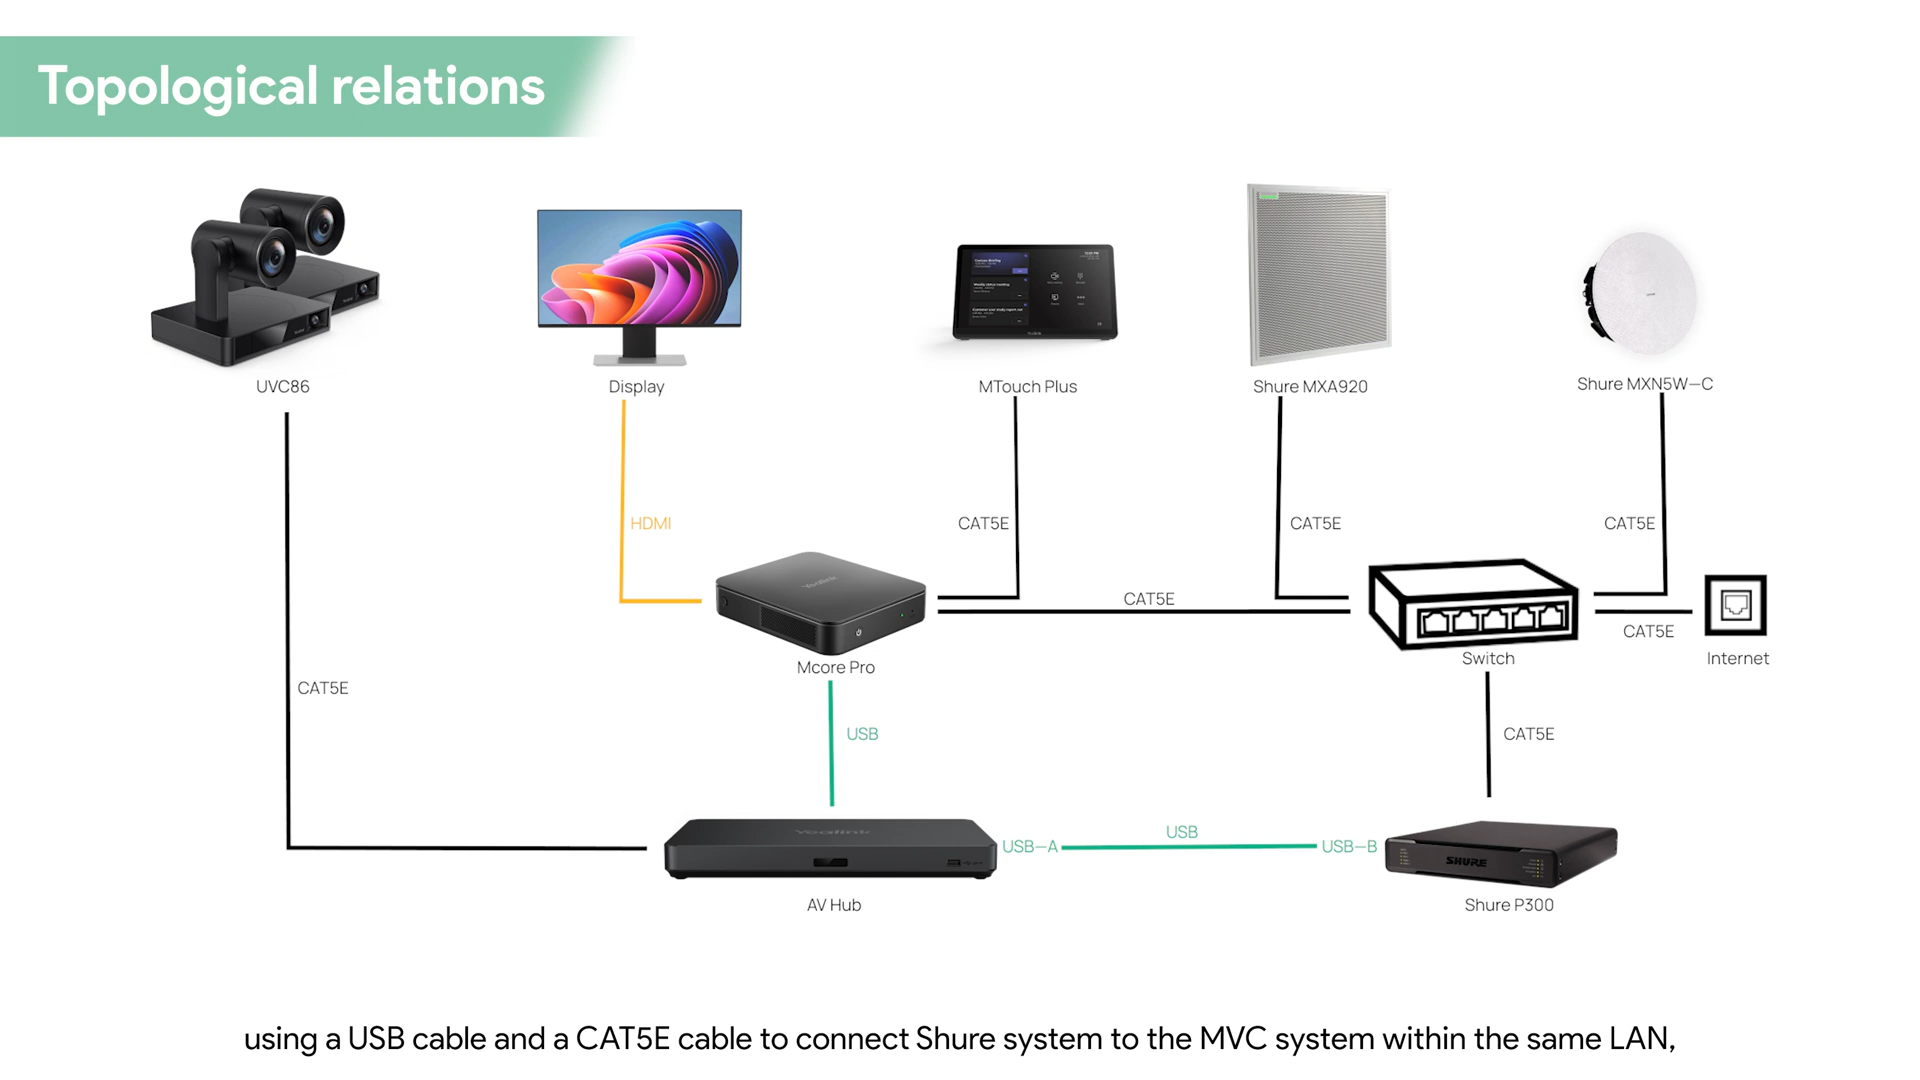 Topological relations
UVC86
Display
MTouch Plus
Shure MXA920
Shure MXN5W–C
HDMI
CAT5E
CAT5E
CAT5E
CAT5E
CAT5E
Mcore Pro
Switch
Internet
CAT5E
USB
CAT5E
Yealink
USB–A
USB
USB–B
SHURE
AV Hub
Shure P300
using a USB cable and a CAT5E cable to connect Shure system to the MVC system within the same LAN,